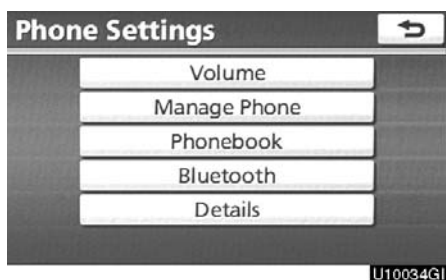 Phone Settings
Volume
Manage Phone
Phonebook
Bluetooth
Details
U10034GI